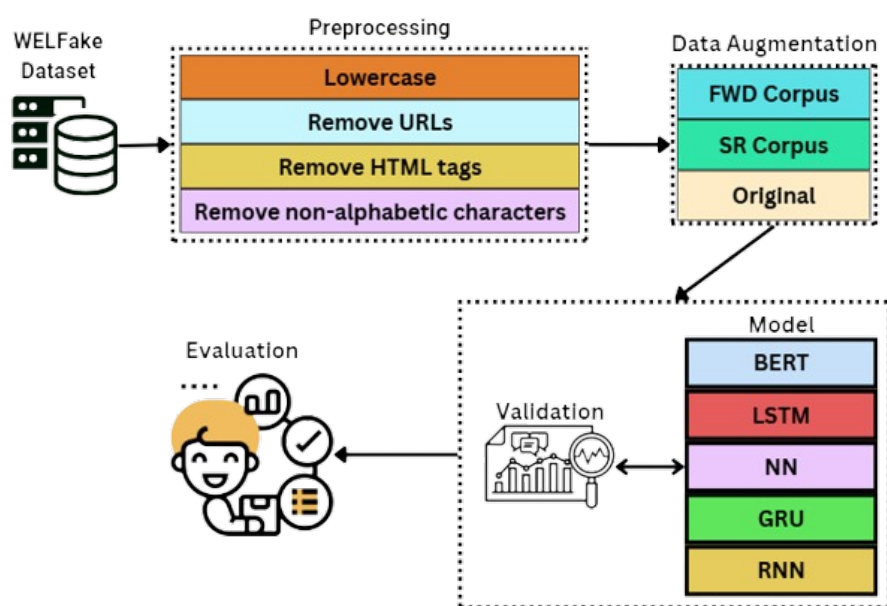 WELFake
Dataset
Preprocessing
Lowercase
Remove URLs
Remove HTML tags
Remove non-alphabetic characters
Data Augmentation
FWD Corpus
SR Corpus
Original
Model
BERT
LSTM
NN
GRU
RNN
Validation
Evaluation